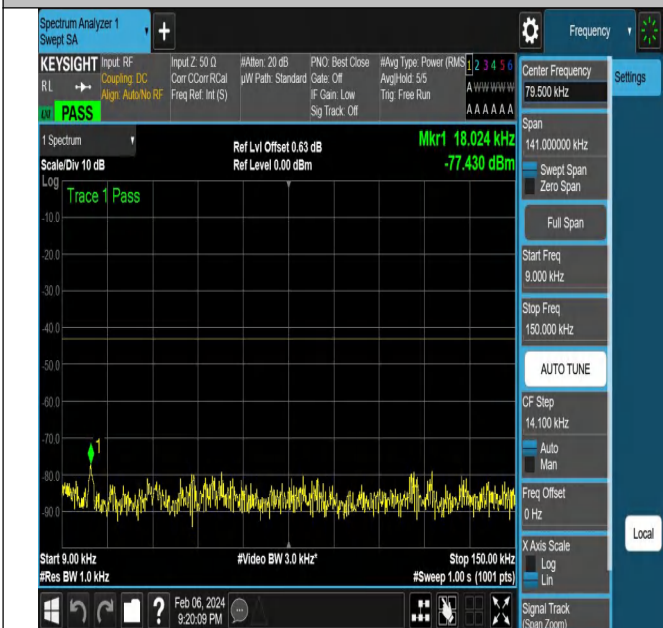 Spectrum Analyzer 1
Swept SA
+
Frequency
KEYSIGHT Input: RF Input Z: 50 Ω #Atten: 20 dB PNO: Best Close #Avg Type: Power (RMS 1 2 3 4 5 6
RL Coupling: DC Corr CCorr RCal µW Path: Standard Gate: Off Avg|Hold: 5/5 A W W W W W
Align: Auto/No RF Freq Ref: Int (S) IF Gain: Low Trig: Free Run
LXI PASS Sig Track: Off A A A A A A
1 Spectrum
Scale/Div 10 dB
Ref Lvl Offset 0.63 dB
Ref Level 0.00 dBm
Mkr1 18.024 kHz
-77.430 dBm
Log
Trace 1 Pass
-10.0
-20.0
-30.0
-40.0
-50.0
-60.0
-70.0
1
-80.0
-90.0
Start 9.00 kHz #Video BW 3.0 kHz* Stop 150.00 kHz
#Res BW 1.0 kHz #Sweep 1.00 s (1001 pts)
Feb 06, 2024
9:20:09 PM
Center Frequency
79.500 kHz
Settings
Span
141.000000 kHz
Swept Span
Zero Span
Full Span
Start Freq
9.000 kHz
Stop Freq
150.000 kHz
AUTO TUNE
CF Step
14.100 kHz
Auto
Man
Freq Offset
0 Hz
Local
X Axis Scale
Log
Lin
Signal Track
(Span Zoom)